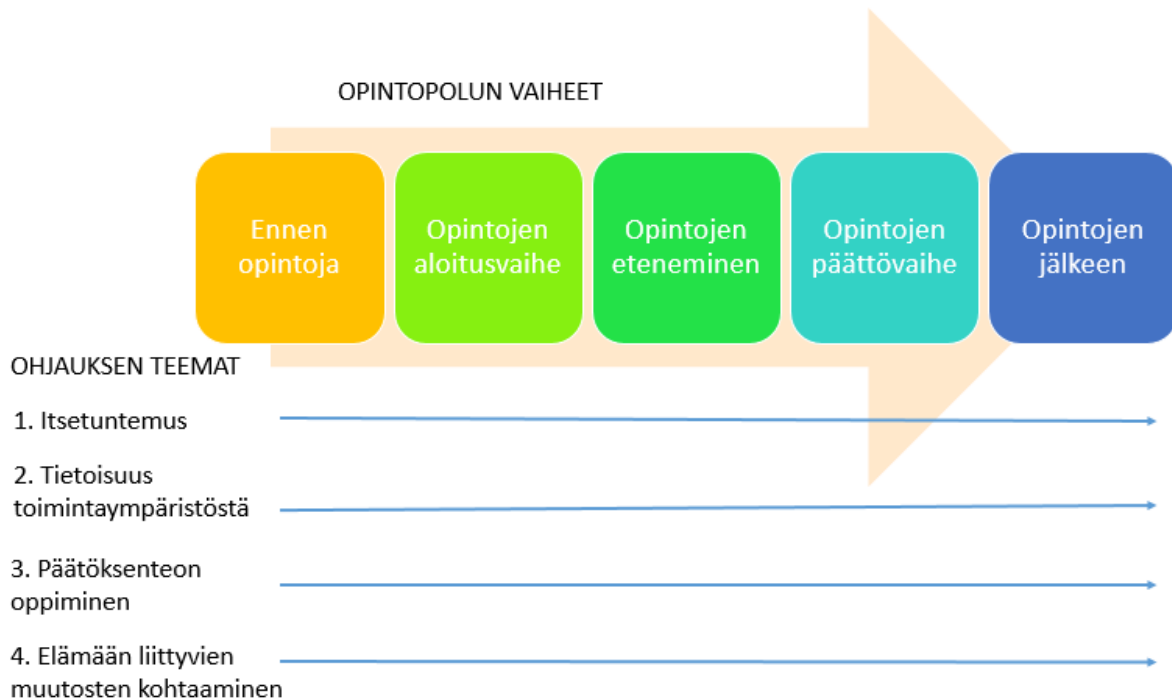 OPINTOPOLUN VAIHEET
Ennen
opintoja
Opintojen
aloitusvaihe
Opintojen
eteneminen
Opintojen
päättövaihe
Opintojen
jälkeen
OHJAUKSEN TEEMAT
1. Itsetuntemus
2. Tietoisuus
toimintaympäristöstä
3. Päätöksenteon
oppiminen
4. Elämään liittyvien
muutosten kohtaaminen